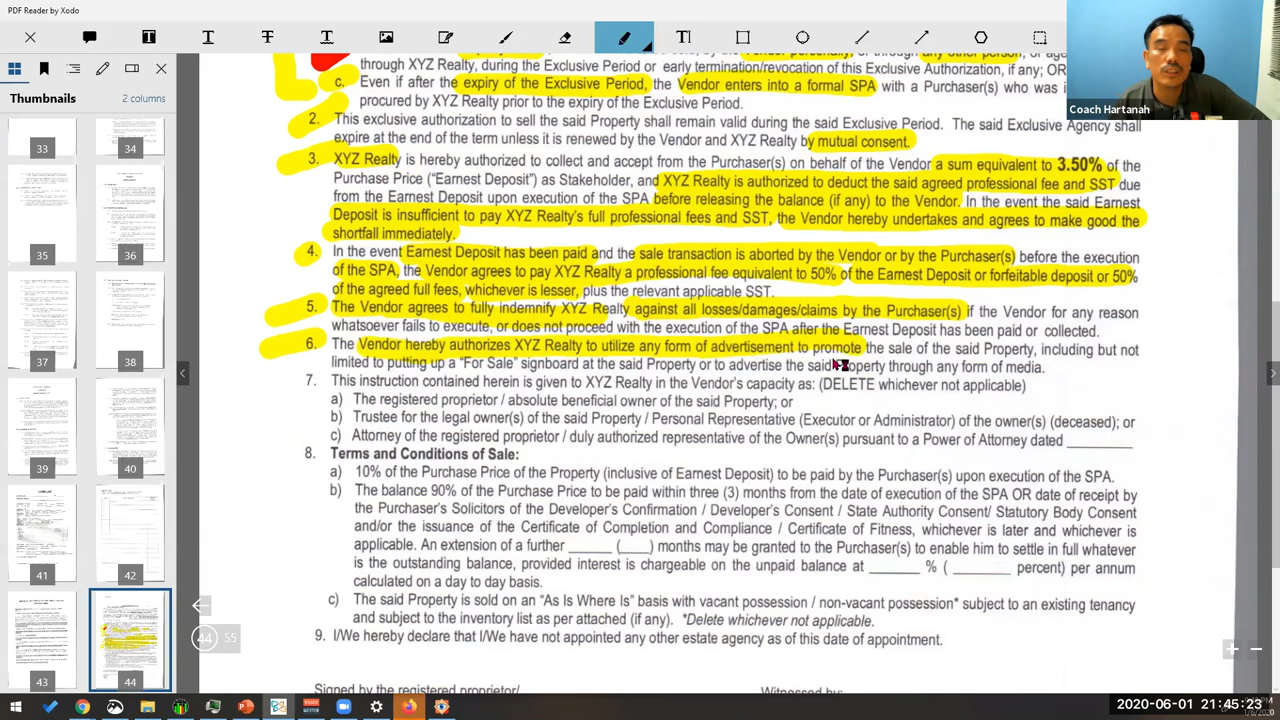 PDF Reader by Xodo
Thumbnails
2 columns
33
34
35
36
37
38
39
40
41
42
43
44
44
55
Coach Hartanah
through XYZ Realty, during the Exclusive Period or early termination/revocation of this Exclusive Authorization, if any; OR
c. Even if after the expiry of the Exclusive Period, the Vendor enters into a formal SPA with a Purchaser(s) who was
procured by XYZ Realty prior to the expiry of the Exclusive Period.
2. This exclusive authorization to sell the said Property shall remain valid during the said Exclusive Period. The said Exclusive Agency shall
expire at the end of the term unless it is renewed by the Vendor and XYZ Realty by mutual consent.
3. XYZ Realty is hereby authorized to collect and accept from the Purchaser(s) on behalf of the Vendor a sum equivalent to 3.50% of the
Purchase Price ("Earnest Deposit") as Stakeholder, and XYZ Realty is authorized to deduct the said agreed professional fee and SST due
from the Earnest Deposit upon execution of the SPA before releasing the balance (if any) to the Vendor. In the event the said Earnest
Deposit is insufficient to pay XYZ Realty's full professional fees and SST, the Vendor hereby undertakes and agrees to make good the
shortfall immediately.
4. In the event Earnest Deposit has been paid and the sale transaction is aborted by the Vendor or by the Purchaser(s) before the execution
of the SPA, the Vendor agrees to pay XYZ Realty a professional fee equivalent to 50% of the Earnest Deposit or forfeitable deposit or 50%
of the agreed full fees, whichever is lesser, plus the relevant applicable SST.
5. The Vendor agrees to fully indemnify XYZ Realty against all losses/damages/claims by the Purchaser(s) if the Vendor for any reason
whatsoever fails to execute, or does not proceed with the execution of the SPA after the Earnest Deposit has been paid or collected.
6. The Vendor hereby authorizes XYZ Realty to utilize any form of advertisement to promote the sale of the said Property, including but not
limited to putting up a "For Sale" signboard at the said Property or to advertise the said Property through any form of media.
7. This instruction contained herein is given to XYZ Realty in the Vendor's capacity as: (DELETE whichever not applicable)
a) The registered proprietor / absolute beneficial owner of the said Property; or
b) Trustee for the legal owner(s) of the said Property / Personal Representative (Executor or Administrator) of the owner(s) (deceased); or
c) Attorney of the registered proprietor / duly authorized representative of the Owner(s) pursuant to a Power of Attorney dated ________
8. Terms and Conditions of Sale:
a) 10% of the Purchase Price of the Property (inclusive of Earnest Deposit) to be paid by the Purchaser(s) upon execution of the SPA.
b) The balance 90% of the Purchase Price to be paid within three (3) months from the date of execution of the SPA OR date of receipt by
the Purchaser's Solicitors of the Developer's Confirmation / Developer's Consent / State Authority Consent/ Statutory Body Consent
and/or the issuance of the Certificate of Completion and Compliance / Certificate of Fitness, whichever is later and whichever is
applicable. An extension of a further ______ (____) months may be granted to the Purchaser(s) to enable him to settle in full whatever
is the outstanding balance, provided interest is chargeable on the unpaid balance at _______ % ( ________ percent) per annum
calculated on a day to day basis.
c) The said Property is sold on an "As Is Where Is" basis with vacant possession / non-vacant possession* subject to an existing tenancy
and subject to the inventory list as per attached (if any). *Delete whichever not applicable.
9. I/We hereby declare that I/We have not appointed any other estate agency as of this date of appointment.
Signed by the registered proprietor/
Witnessed by:
2020-06-01 21:45:23